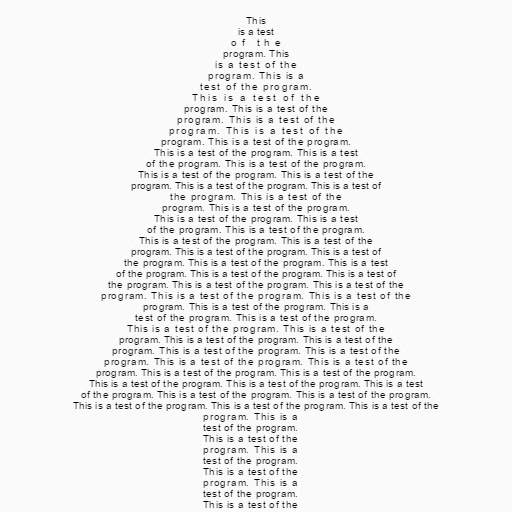 This
is a test
of the
program. This
is a test of the
program. This is a
test of the program.
This is a test of the
program. This is a test of the
program. This is a test of the
program. This is a test of the
program. This is a test of the program.
This is a test of the program. This is a test
of the program. This is a test of the program.
This is a test of the program. This is a test of the
program. This is a test of the program. This is a test of
the program. This is a test of the
program. This is a test of the program.
This is a test of the program. This is a test
of the program. This is a test of the program.
This is a test of the program. This is a test of the
program. This is a test of the program. This is a test of
the program. This is a test of the program. This is a test
of the program. This is a test of the program. This is a test of
the program. This is a test of the program. This is a test of the
program. This is a test of the program. This is a test of the
program. This is a test of the program. This is a
test of the program. This is a test of the program.
This is a test of the program. This is a test of the
program. This is a test of the program. This is a test of the
program. This is a test of the program. This is a test of the
program. This is a test of the program. This is a test of the
program. This is a test of the program. This is a test of the program.
This is a test of the program. This is a test of the program. This is a test
of the program. This is a test of the program. This is a test of the program.
This is a test of the program. This is a test of the program. This is a test of the
program. This is a
test of the program.
This is a test of the
program. This is a
test of the program.
This is a test of the
program. This is a
test of the program.
This is a test of the